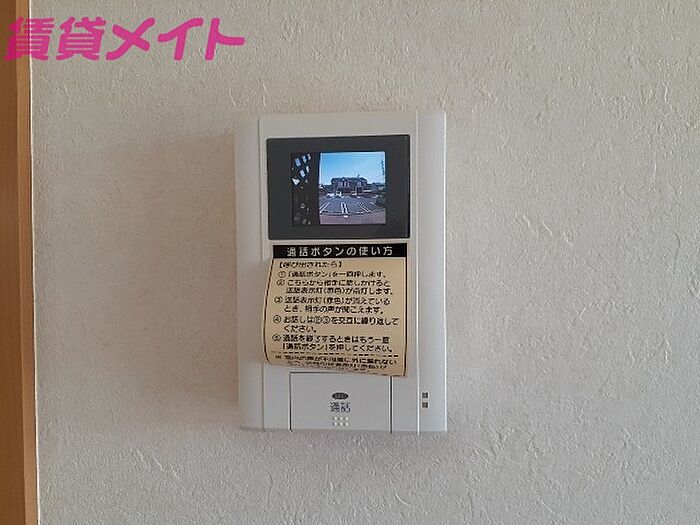 賃貸メイト
通話ボタンの使い方
【呼び出されたら】
①「通話ボタン」を一回押します。
②こちらから相手に話しかけると
送話表示灯(赤色)が点灯します。
③送話表示灯(赤色)が消えている
とき、相手の声が聞こえます。
④お話しは②③を交互に繰り返して
ください。
⑤通話を終了するときはもう一度
「通話ボタン」を押してください。
通話